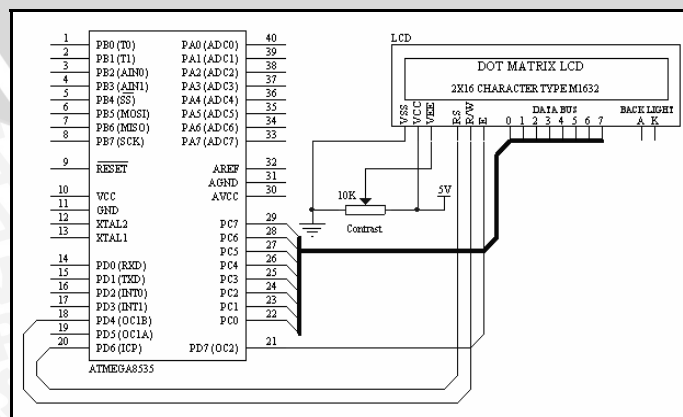 1 PB0 (T0) PA0 (ADC0) 40
2 PB1 (T1) PA1 (ADC1) 39
3 PB2 (AIN0) PA2 (ADC2) 38
4 PB3 (AIN1) PA3 (ADC3) 37
5 PB4 (SS) PA4 (ADC4) 36
6 PB5 (MOSI) PA5 (ADC5) 35
7 PB6 (MISO) PA6 (ADC6) 34
8 PB7 (SCK) PA7 (ADC7) 33
9 RESET AREF 32
AGND 31
10 VCC AVCC 30
11 GND
12 XTAL2 PC7 29
13 XTAL1 PC6 28
PC5 27
14 PD0 (RXD) PC4 26
15 PD1 (TXD) PC3 25
16 PD2 (INT0) PC2 24
17 PD3 (INT1) PC1 23
18 PD4 (OC1B) PC0 22
19 PD5 (OC1A)
20 PD6 (ICP) PD7 (OC2) 21
ATMEGA8535
LCD
DOT MATRIX LCD
2X16 CHARACTER TYPE M1632
VSS VCC VEE RS R/W E
DATA BUS
0 1 2 3 4 5 6 7
BACK LIGHT
A K
10K
5V
Contrast